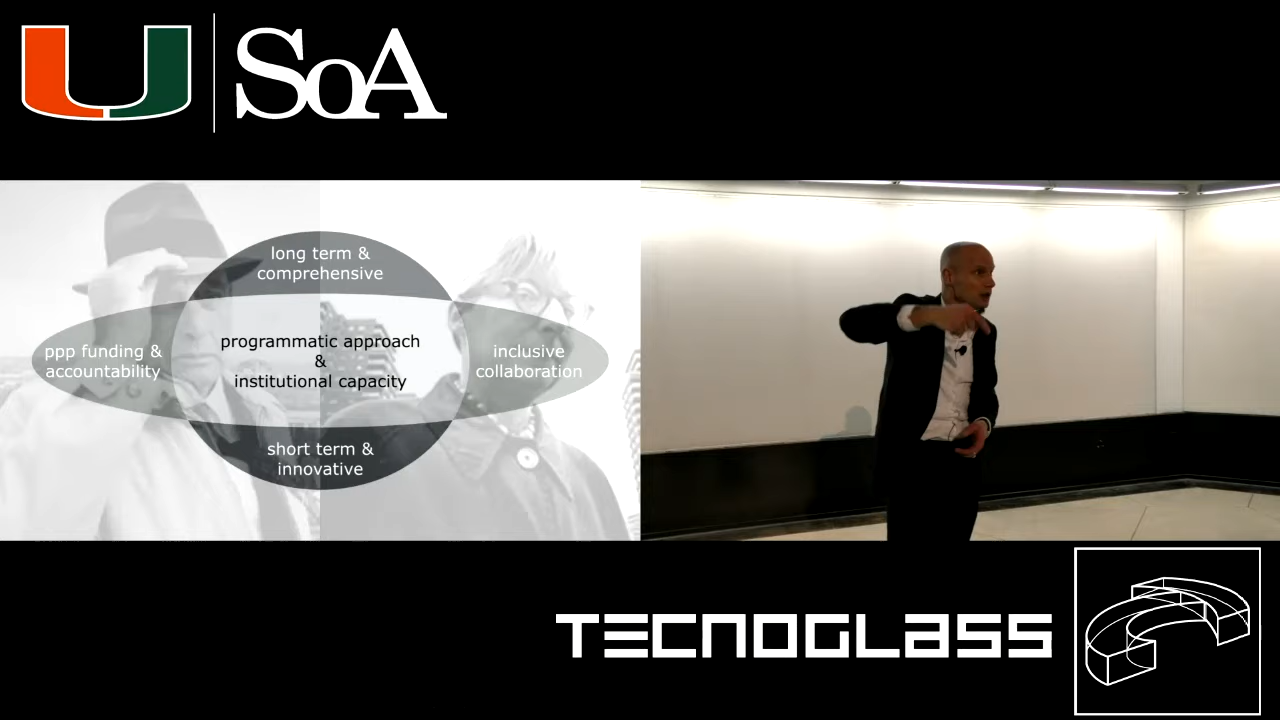 U SoA
long term &
comprehensive
ppp funding &
accountability
programmatic approach
&
institutional capacity
inclusive
collaboration
short term &
innovative
TECNOGLASS